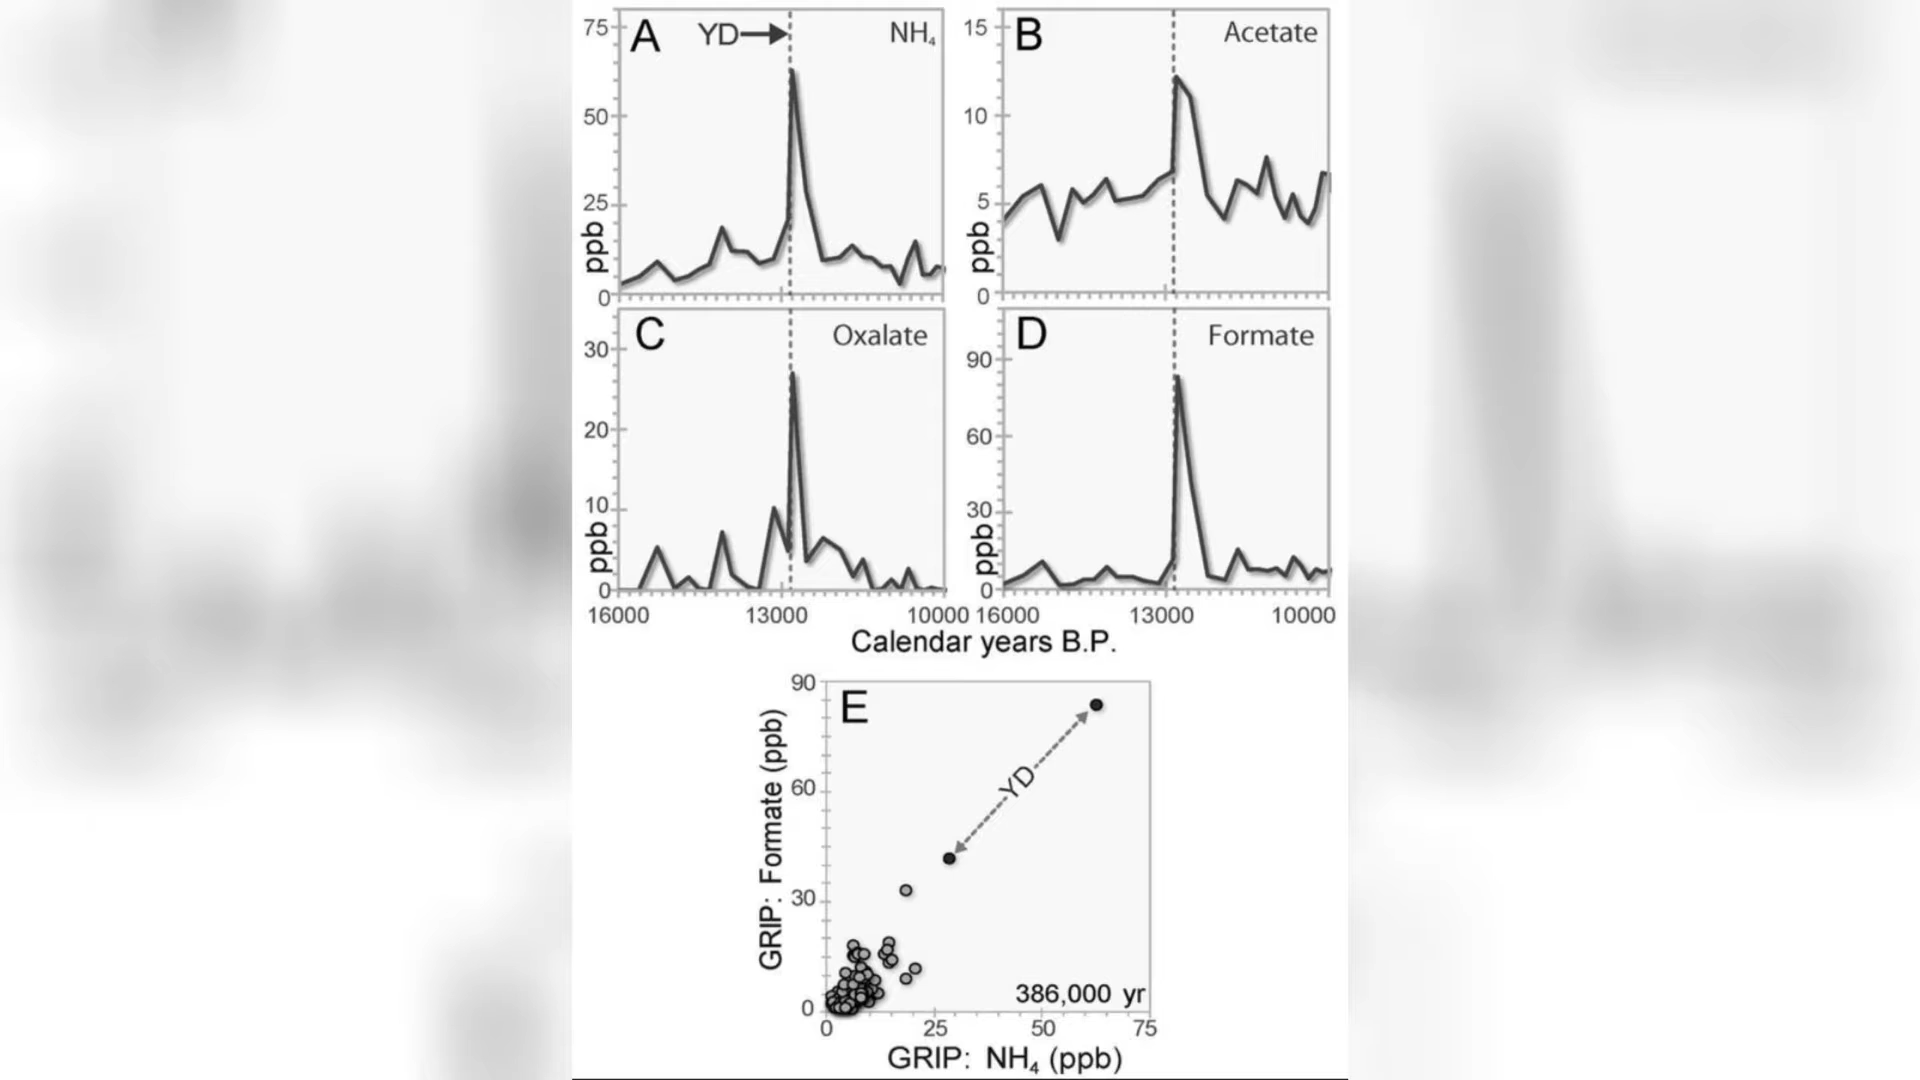 A YD NH₄
75
50
25
0
ppb
B Acetate
15
10
5
0
ppb
C Oxalate
30
20
10
0
ppb
16000 13000 10000
D Formate
90
60
30
0
ppb
16000 13000 10000
Calendar years B.P.
E
90
60
30
0
GRIP: Formate (ppb)
YD
386,000 yr
0 25 50 75
GRIP: NH₄ (ppb)